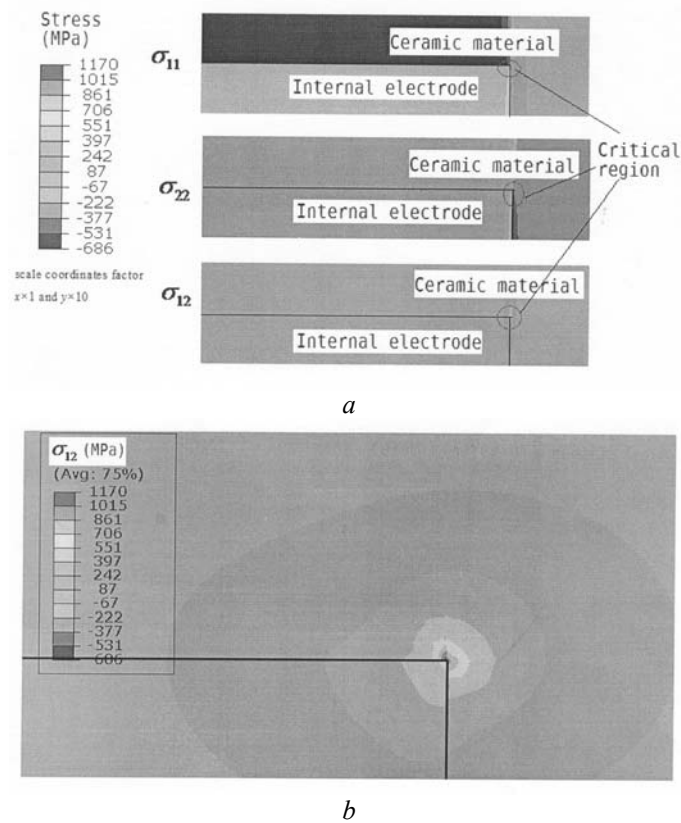 Stress
(MPa)
1170
1015
861
706
551
397
242
87
-67
-222
-377
-531
-686
scale coordinates factor
x×1 and y×10
σ11
Ceramic material
Internal electrode
σ22
Ceramic material
Internal electrode
σ12
Ceramic material
Internal electrode
Critical
region
a
σ12 (MPa)
(Avg: 75%)
1170
1015
861
706
551
397
242
87
-67
-222
-377
-531
b